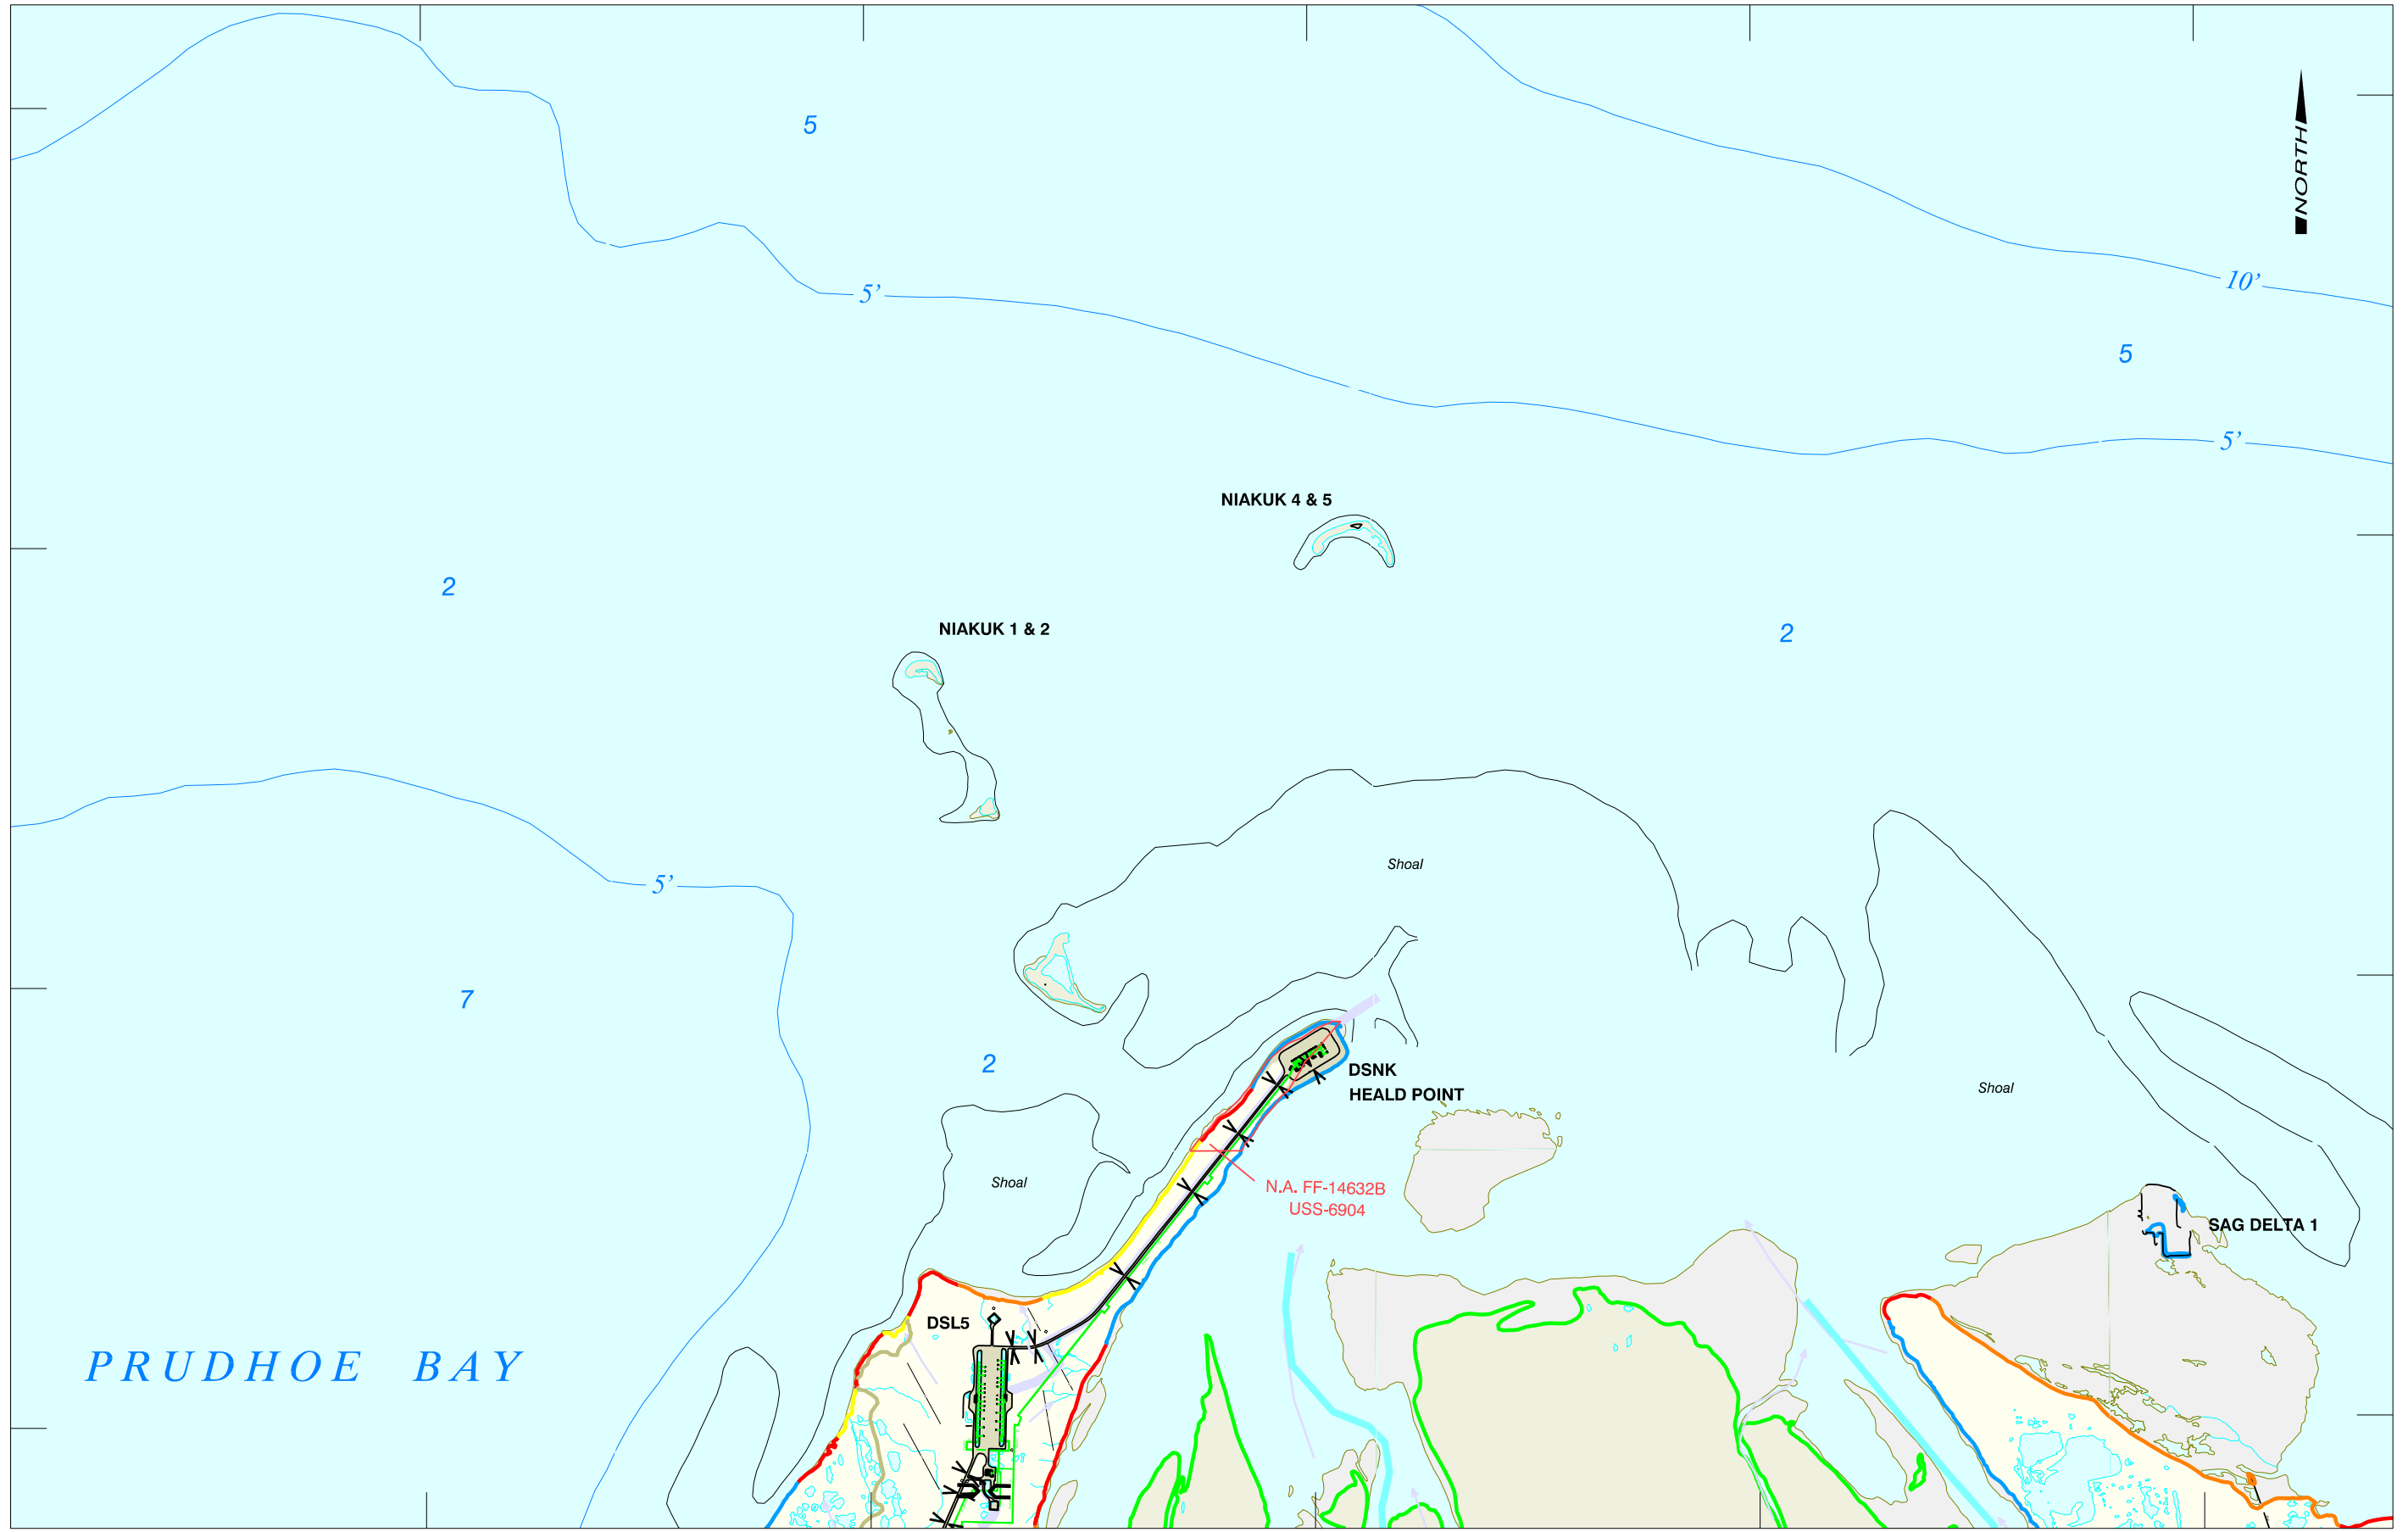 5
NORTH
10'
5'
5
5'
NIAKUK 4 & 5
2
NIAKUK 1 & 2
2
Shoal
5'
7
2
DSNK
HEALD POINT
Shoal
Shoal
N.A. FF-14632B
USS-6904
SAG DELTA 1
DSL5
PRUDHOE BAY